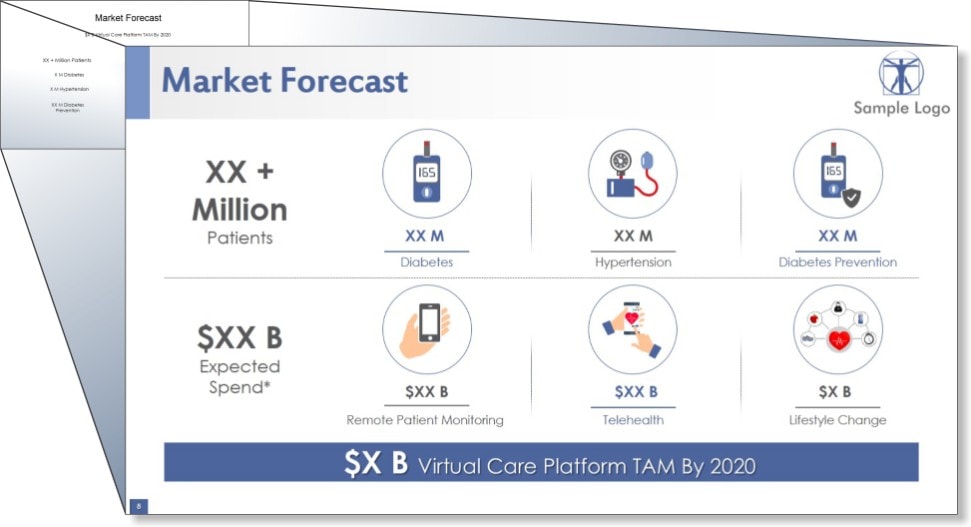 Market Forecast
$X B Virtual Care Platform TAM By 2020
XX + Million Patients
X M Diabetes
X M Hypertension
XX M Diabetes
Prevention
Market Forecast
Sample Logo
XX +
Million
Patients
165
XX M
Diabetes
XX M
Hypertension
165
XX M
Diabetes Prevention
$XX B
Expected
Spend*
$XX B
Remote Patient Monitoring
$XX B
Telehealth
$X B
Lifestyle Change
$X B Virtual Care Platform TAM By 2020